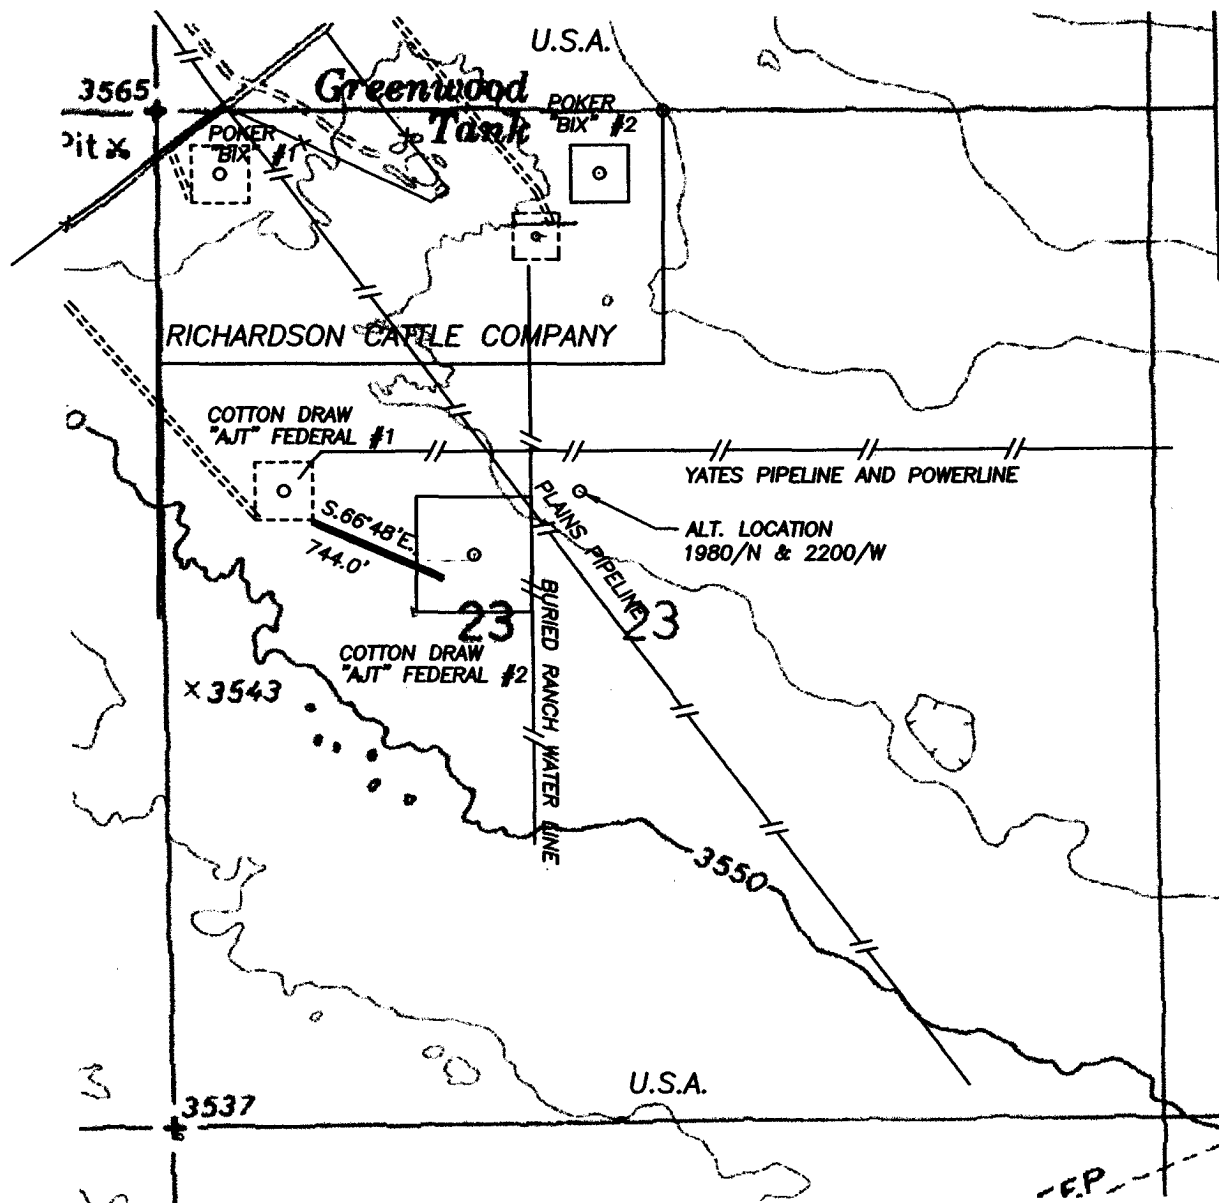 U.S.A.
3565
Greenwood
Tank
POKER
"BIX" #2
Pit
POKER
"BIX" #1
RICHARDSON CATTLE COMPANY
COTTON DRAW
"AJT" FEDERAL #1
YATES PIPELINE AND POWERLINE
PLAINS PIPELINE
S.66°48'E.
744.0'
ALT. LOCATION
1980/N & 2200/W
BURIED RANCH WATER LINE
23
23
COTTON DRAW
"AJT" FEDERAL #2
3543
3550
U.S.A.
3537